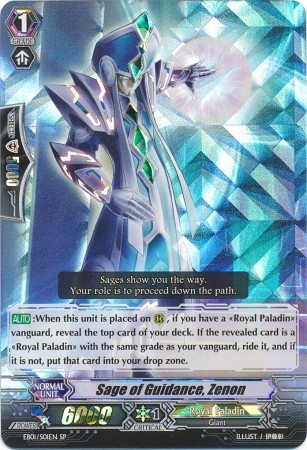 1
GRADE
SHIELD
5000
Sages show you the way.
Your role is to proceed down the path.
AUTO :When this unit is placed on , if you have a «Royal Paladin»
vanguard, reveal the top card of your deck. If the revealed card is a
«Royal Paladin» with the same grade as your vanguard, ride it, and if
it is not, put that card into your drop zone.
NORMAL
UNIT
Sage of Guidance, Zenon
POWER
6000
1
CRITICAL
Royal Paladin
Giant
EB01/S01EN SP
ILLUST / 伊藤彰